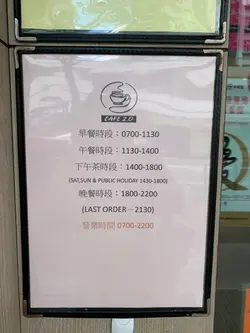 CAFE 2.0
早餐時段：0700-1130
午餐時段：1130-1400
下午茶時段：1400-1800
(SAT,SUN & PUBLIC HOLIDAY 1430-1800)
晚餐時段：1800-2200
(LAST ORDER－2130)
營業時間 0700-2200